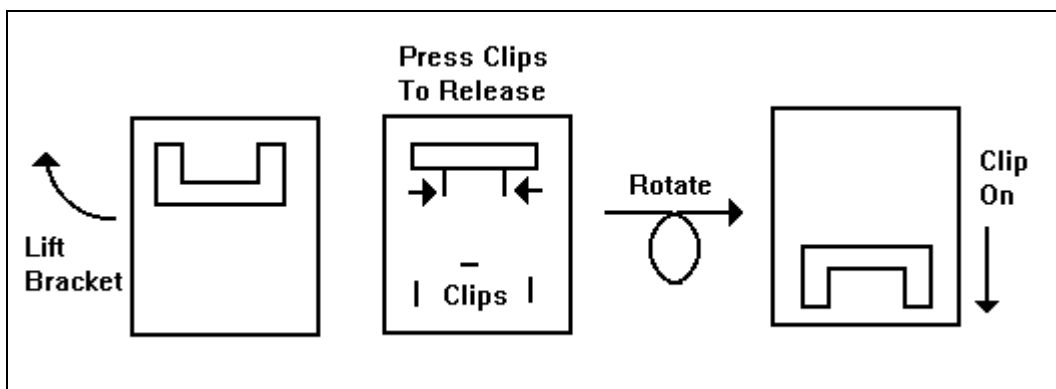 Press Clips
To Release
Lift
Bracket
Clips
Rotate
Clip
On